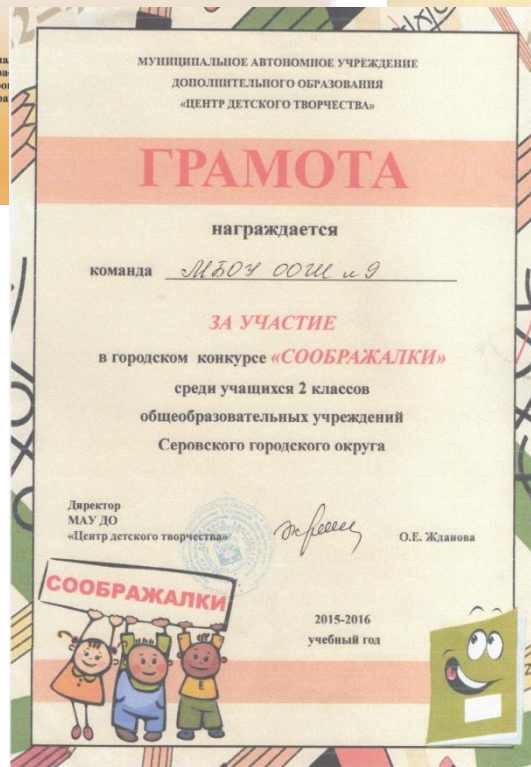 МУНИЦИПАЛЬНОЕ АВТОНОМНОЕ УЧРЕЖДЕНИЕ
ДОПОЛНИТЕЛЬНОГО ОБРАЗОВАНИЯ
«ЦЕНТР ДЕТСКОГО ТВОРЧЕСТВА»
ГРАМОТА
награждается
команда МБОУ ООШ №9
ЗА УЧАСТИЕ
в городском конкурсе «СООБРАЖАЛКИ»
среди учащихся 2 классов
общеобразовательных учреждений
Серовского городского округа
Директор
МАУ ДО
«Центр детского творчества»
О.Е. Жданова
СООБРАЖАЛКИ
2015-2016
учебный год